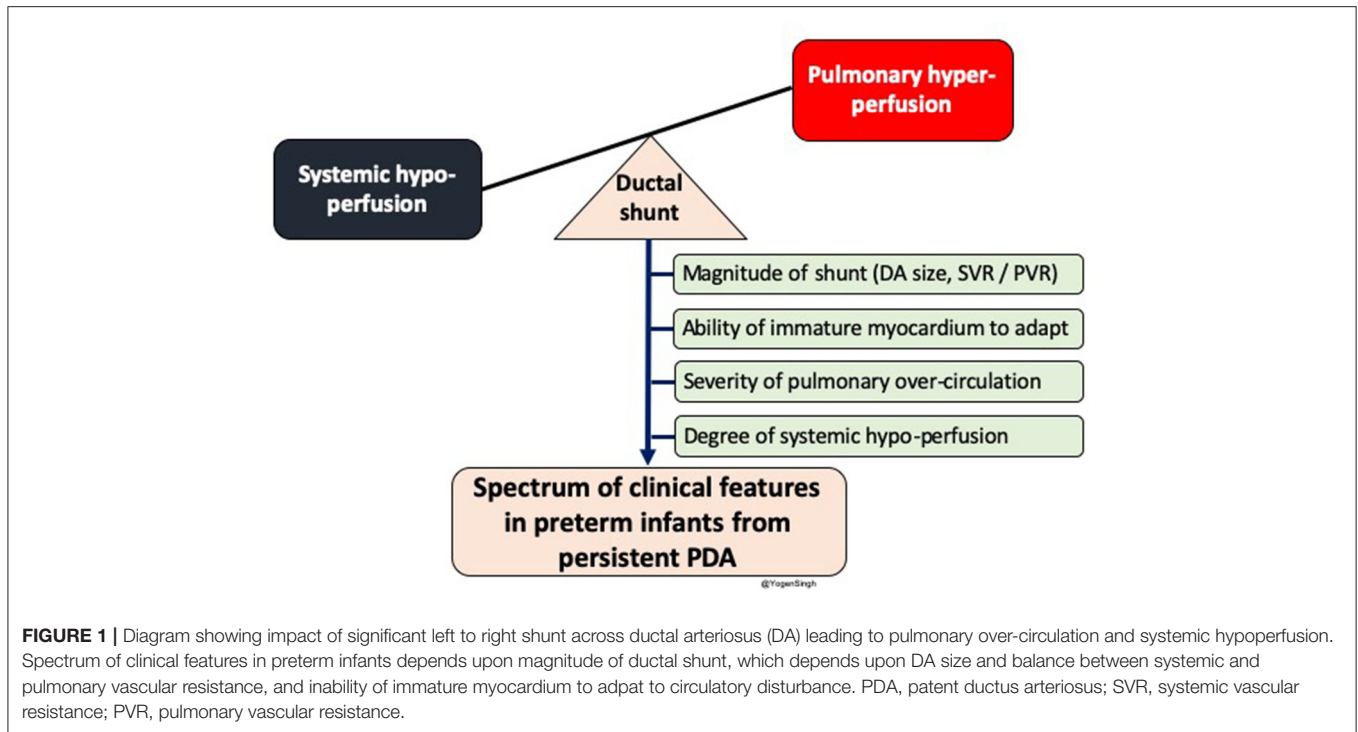 Pulmonary hyper-
perfusion
Systemic hypo-
perfusion
Ductal
shunt
Magnitude of shunt (DA size, SVR / PVR)
Ability of immature myocardium to adapt
Severity of pulmonary over-circulation
Degree of systemic hypo-perfusion
Spectrum of clinical features
in preterm infants from
persistent PDA
@YogenSingh
FIGURE 1 | Diagram showing impact of significant left to right shunt across ductal arteriosus (DA) leading to pulmonary over-circulation and systemic hypoperfusion.
Spectrum of clinical features in preterm infants depends upon magnitude of ductal shunt, which depends upon DA size and balance between systemic and
pulmonary vascular resistance, and inability of immature myocardium to adpat to circulatory disturbance. PDA, patent ductus arteriosus; SVR, systemic vascular
resistance; PVR, pulmonary vascular resistance.